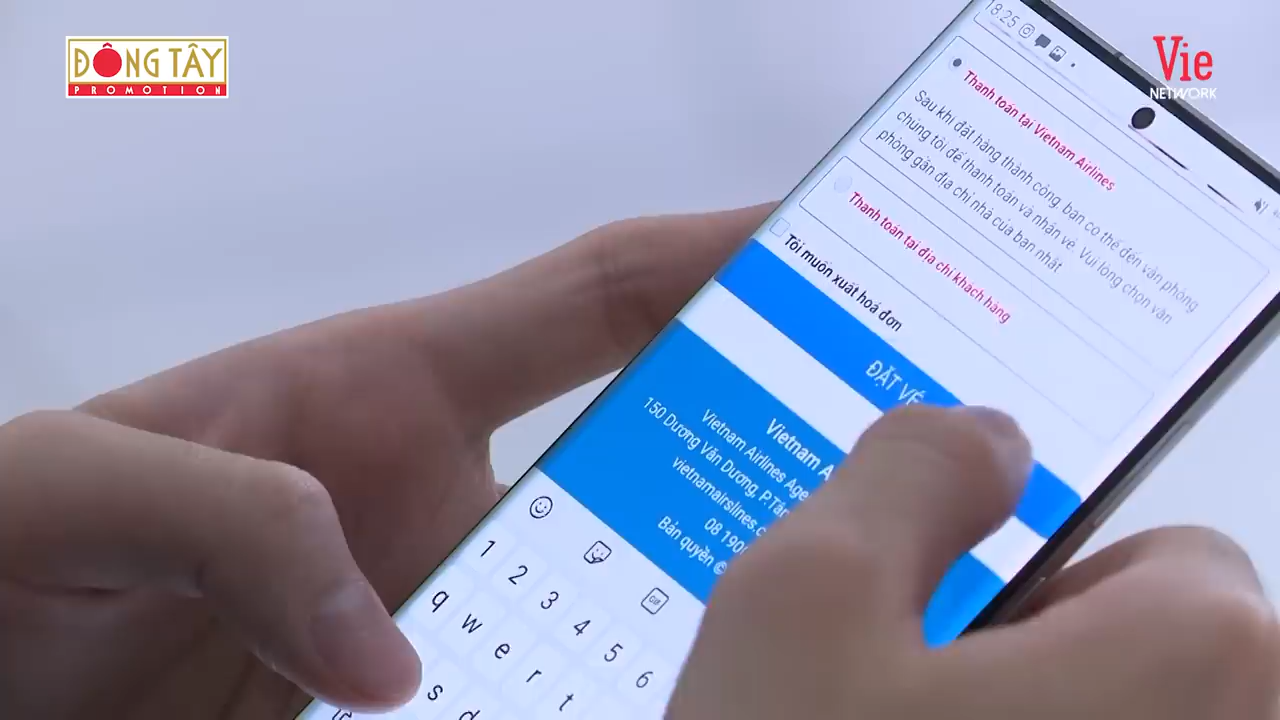 ĐÔNG TÂY
PROMOTION
Vie
NETWORK
18:25
Thanh toán tại Vietnam Airlines
Sau khi đặt hàng thành công, bạn có thể đến văn phòng
chúng tôi để thanh toán và nhận vé. Vui lòng chọn văn
phòng gần địa chỉ nhà của bạn nhất
Thanh toán tại địa chỉ khách hàng
Tôi muốn xuất hoá đơn
ĐẶT VÉ
Vietnam A
Vietnam Airlines Age
150 Dương Văn Dương, P.Tân
vietnamairslines.c
08 190
Bản quyền ©
GIF
1 2 3 4 5 6
q w e r t
s d